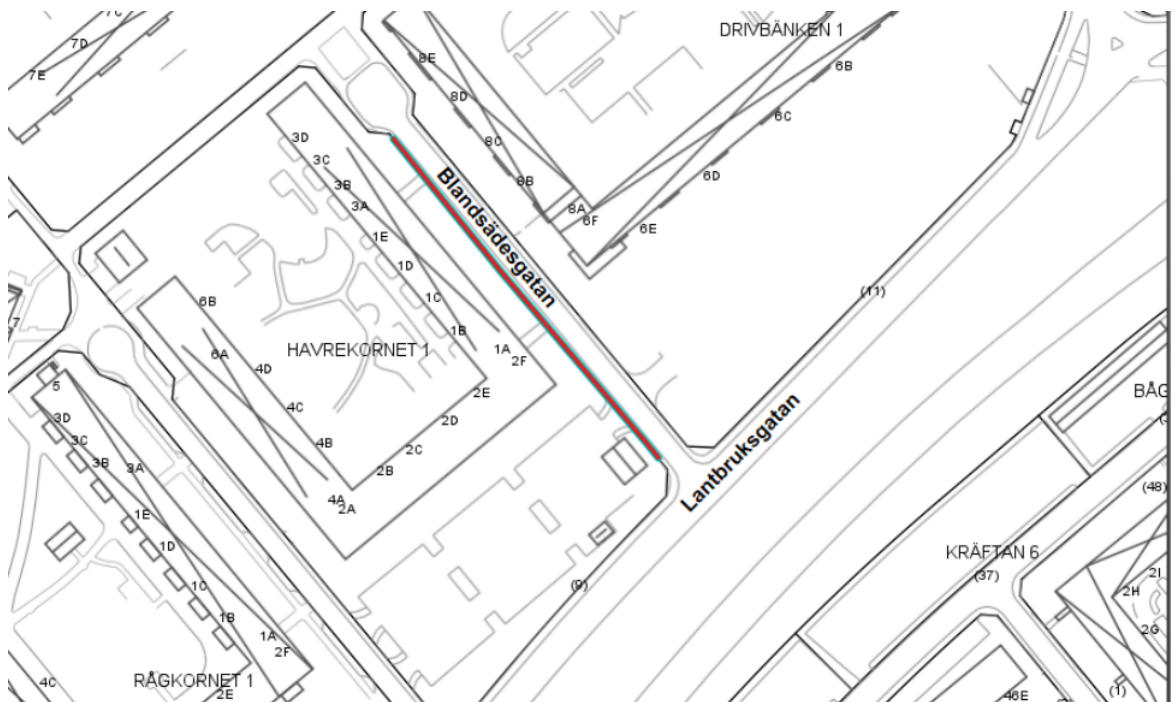 DRIVBÄNKEN 1
7C
7D
7E
8E
8D
8C
8B
8A
6F
6E
6D
6C
6B
3D
3C
3B
3A
1E
1D
1C
1B
1A
2F
2E
2D
2C
2B
4A
2A
4B
4C
4D
6A
6B
HAVREKORNET 1
Blandsädesgatan
Lantbruksgatan
(11)
(9)
5
3D
3C
3B
3A
1E
1D
1C
1B
1A
2F
2E
4C
RÅGKORNET 1
BÅG
(48)
KRÄFTAN 6
(37)
2I
2H
2G
(1)
46E